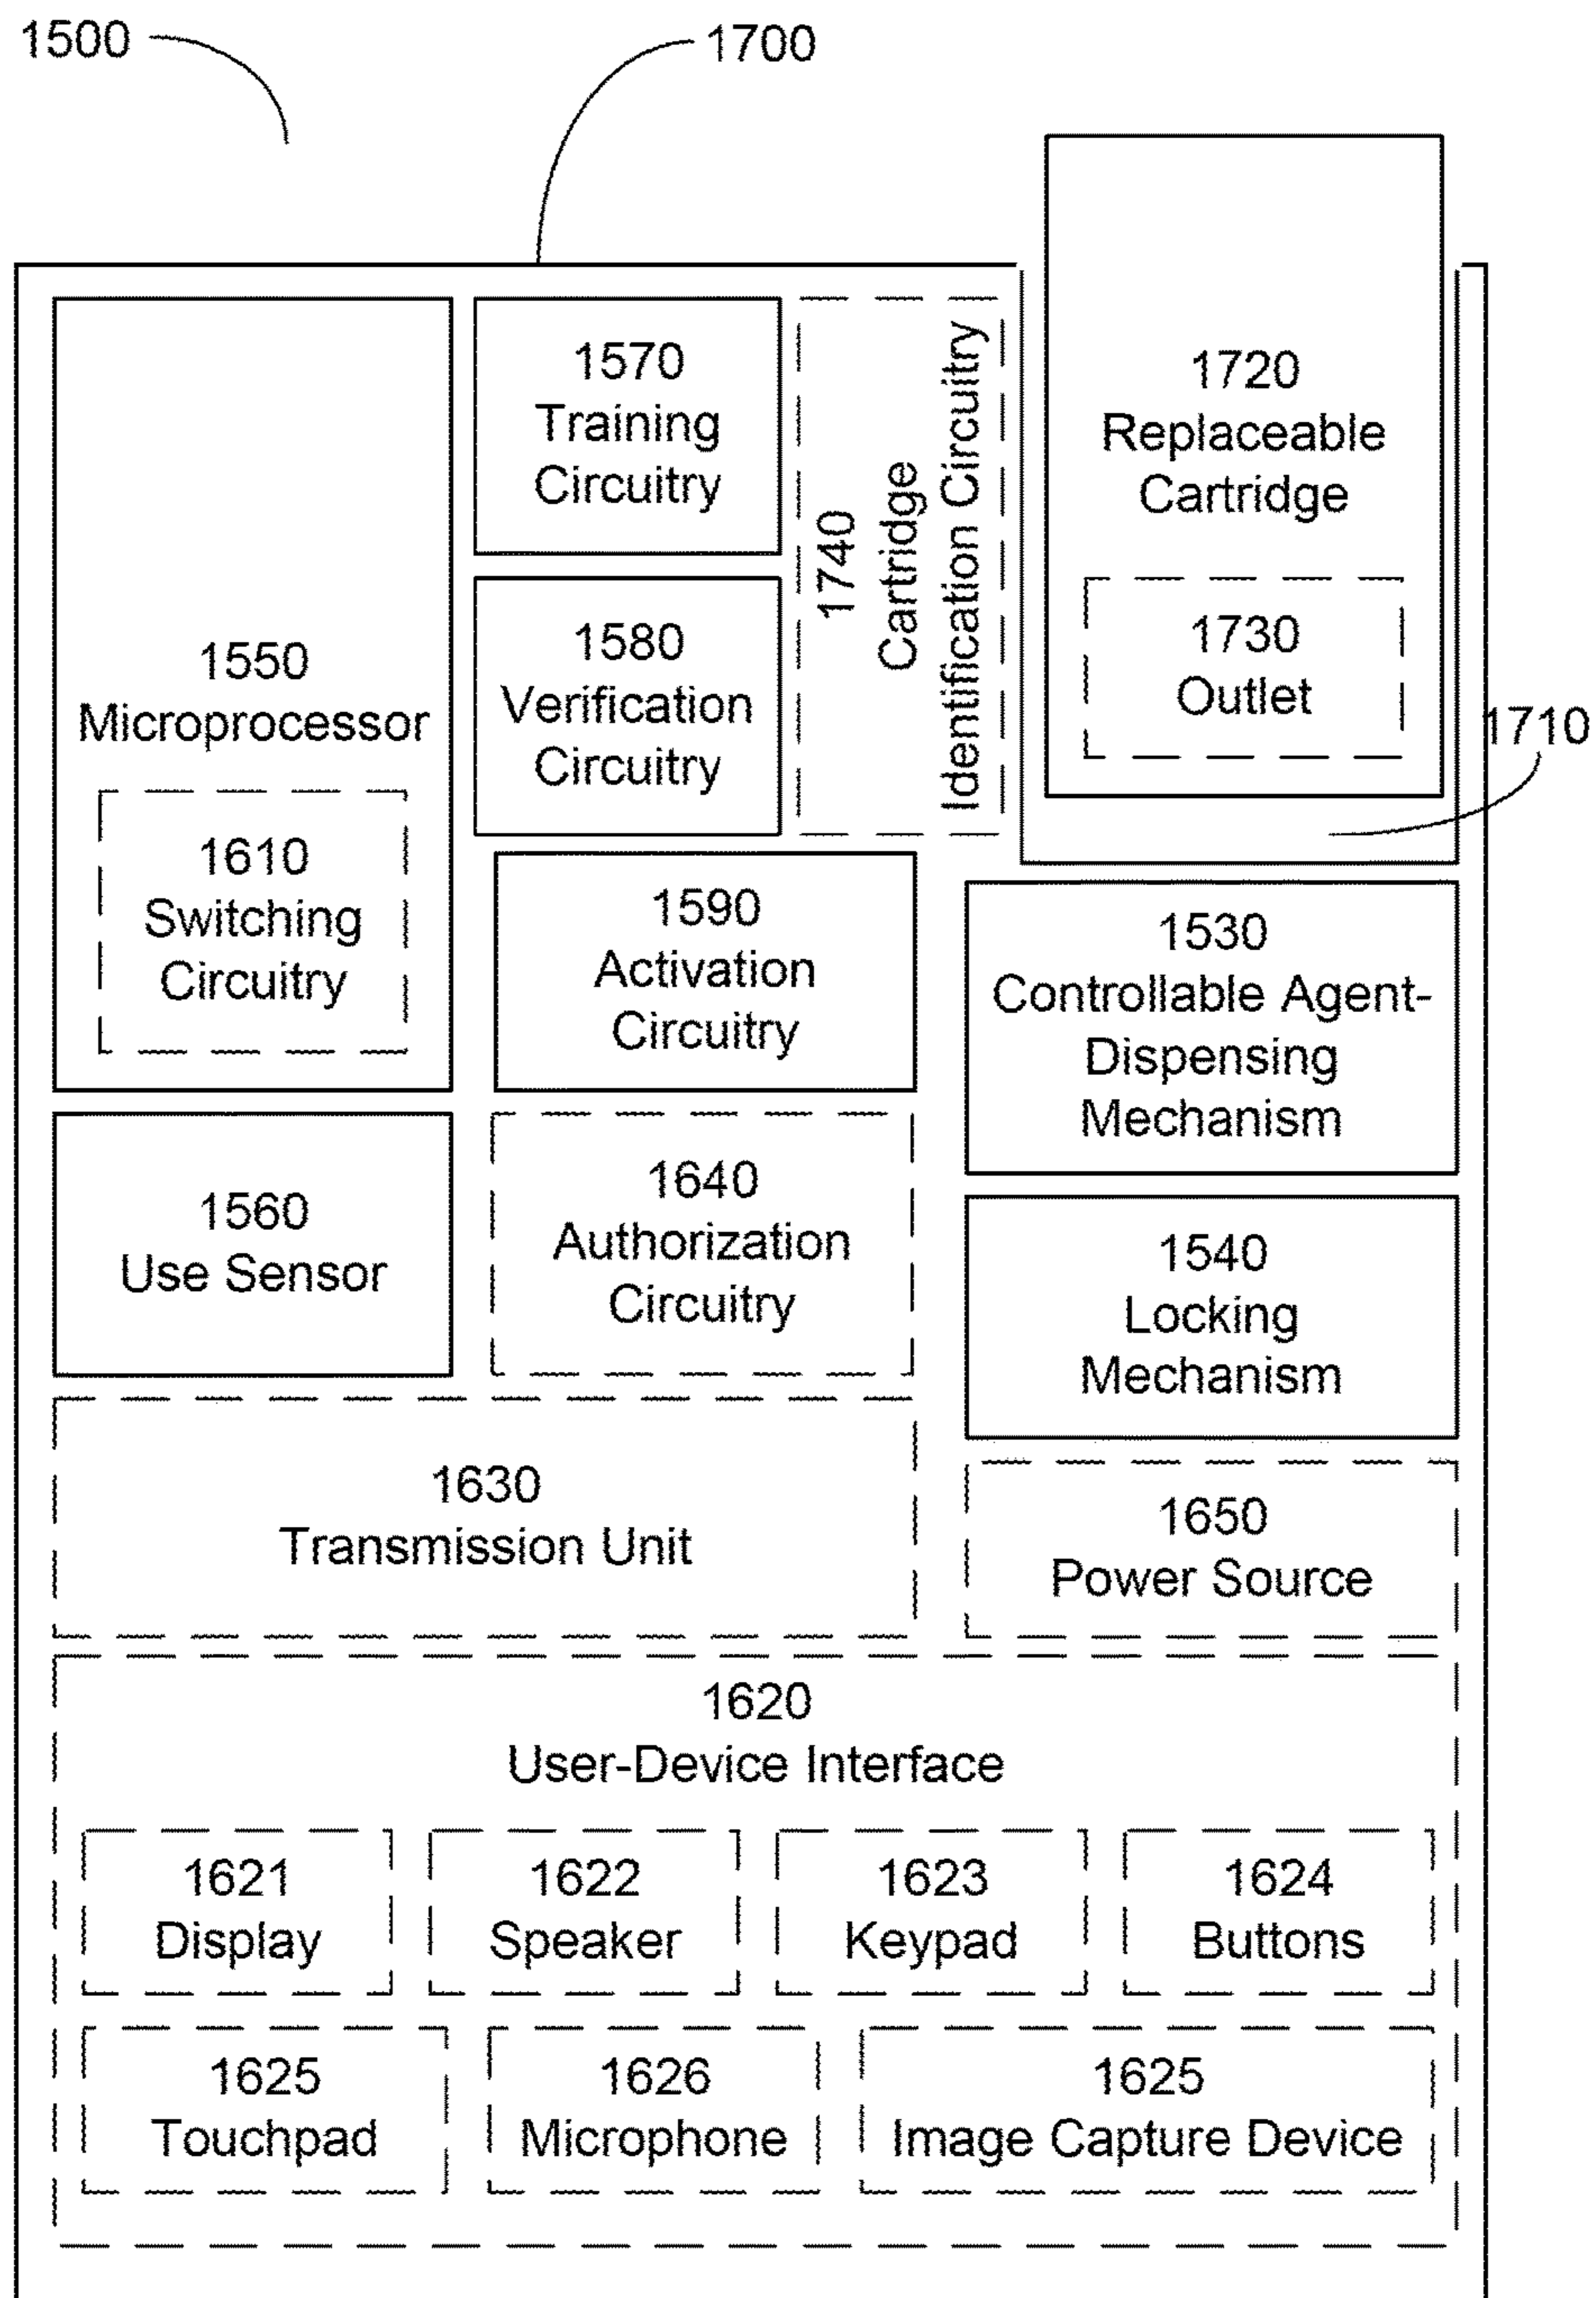 1500
1700
1570
Training
Circuitry
1740
Cartridge
Identification Circuitry
1720
Replaceable
Cartridge
1730
Outlet
1710
1550
Microprocessor
1580
Verification
Circuitry
1610
Switching
Circuitry
1590
Activation
Circuitry
1530
Controllable Agent-
Dispensing
Mechanism
1560
Use Sensor
1640
Authorization
Circuitry
1540
Locking
Mechanism
1630
Transmission Unit
1650
Power Source
1620
User-Device Interface
1621
Display
1622
Speaker
1623
Keypad
1624
Buttons
1625
Touchpad
1626
Microphone
1625
Image Capture Device